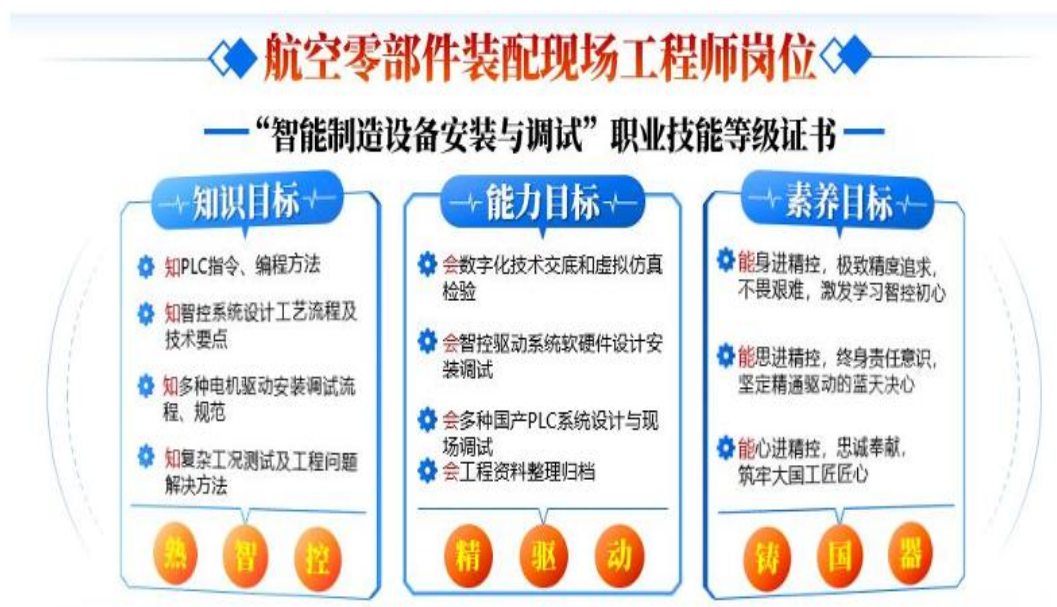 航空零部件装配现场工程师岗位
“智能制造设备安装与调试”职业技能等级证书
知识目标
知PLC指令、编程方法
知智控系统设计工艺流程及
技术要点
知多种电机驱动安装调试流
程、规范
知复杂工况测试及工程问题
解决方法
熟 智 控
能力目标
会数字化技术交底和虚拟仿真
检验
会智控驱动系统软硬件设计安
装调试
会多种国产PLC系统设计与现
场调试
会工程资料整理归档
精 驱 动
素养目标
能身进精控，极致精度追求，
不畏艰难，激发学习智控初心
能思进精控，终身责任意识，
坚定精通驱动的蓝天决心
能心进精控，忠诚奉献，
筑牢大国工匠匠心
铸 国 器